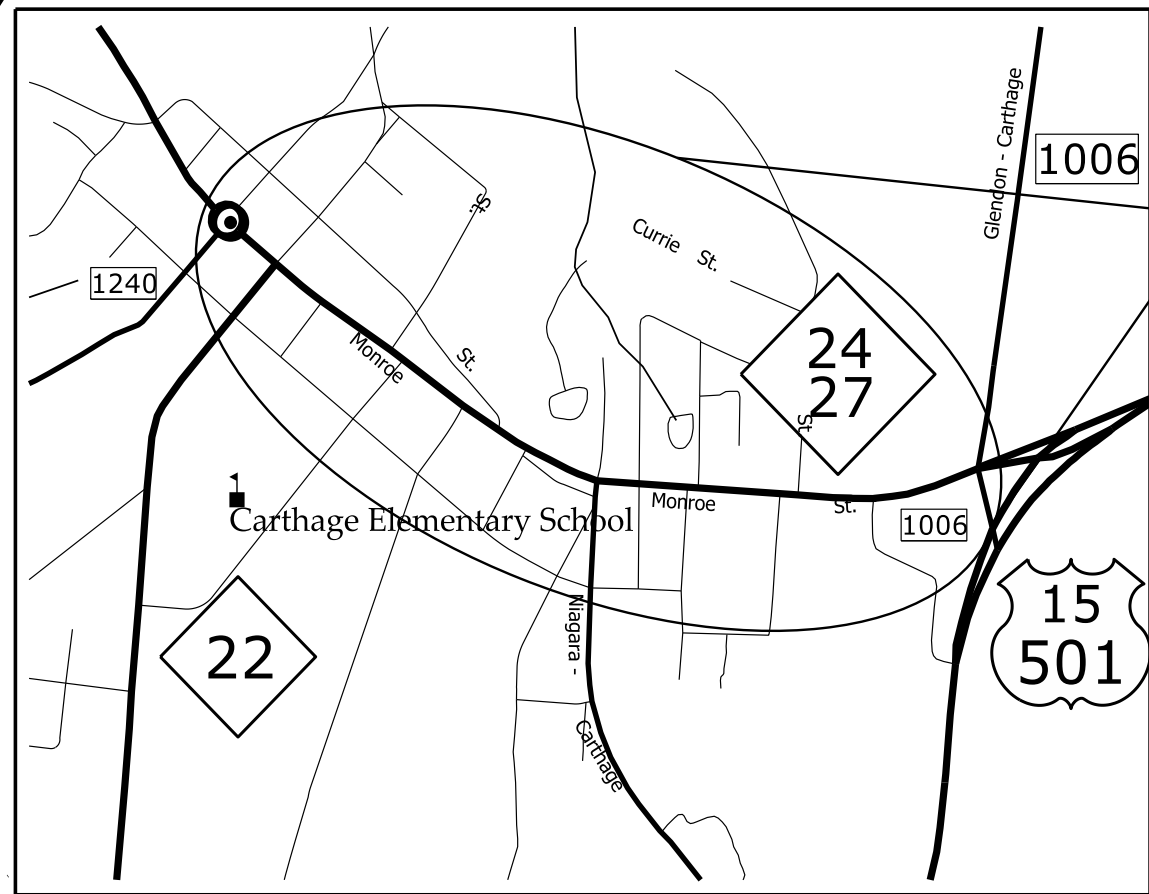 Glendon - Carthage
1006
St.
Currie St.
1240
24
27
Monroe
St.
St.
Monroe
St.
1006
Carthage Elementary School
15
501
22
Niagara -
Carthage